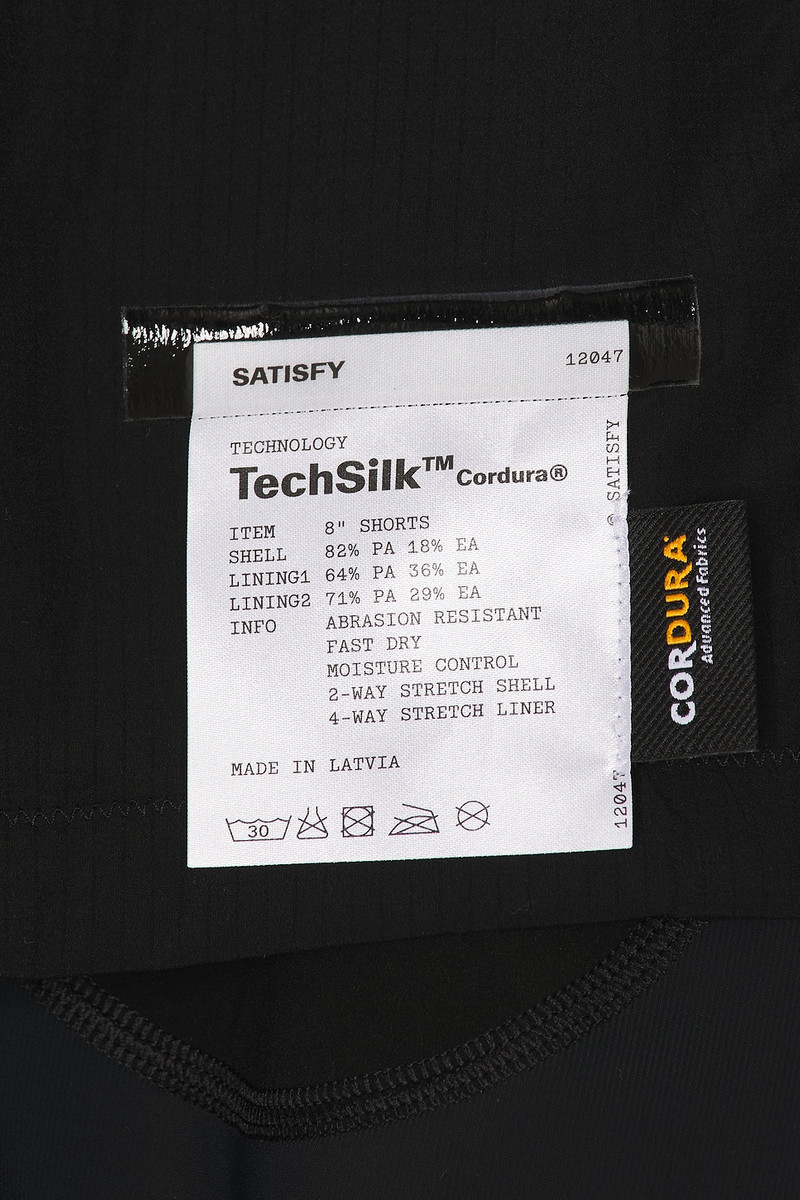 SATISFY 12047
TECHNOLOGY
TechSilk™ Cordura®
ITEM 8" SHORTS
SHELL 82% PA 18% EA
LINING1 64% PA 36% EA
LINING2 71% PA 29% EA
INFO ABRASION RESISTANT
FAST DRY
MOISTURE CONTROL
2-WAY STRETCH SHELL
4-WAY STRETCH LINER
MADE IN LATVIA
30
@ SATISFY
12047
CORDURA®
Advanced Fabrics